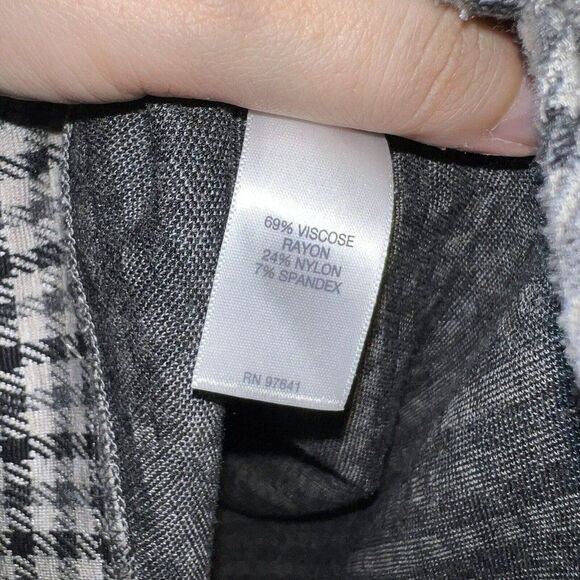 69% VISCOSE
RAYON
24% NYLON
7% SPANDEX
RN 97641